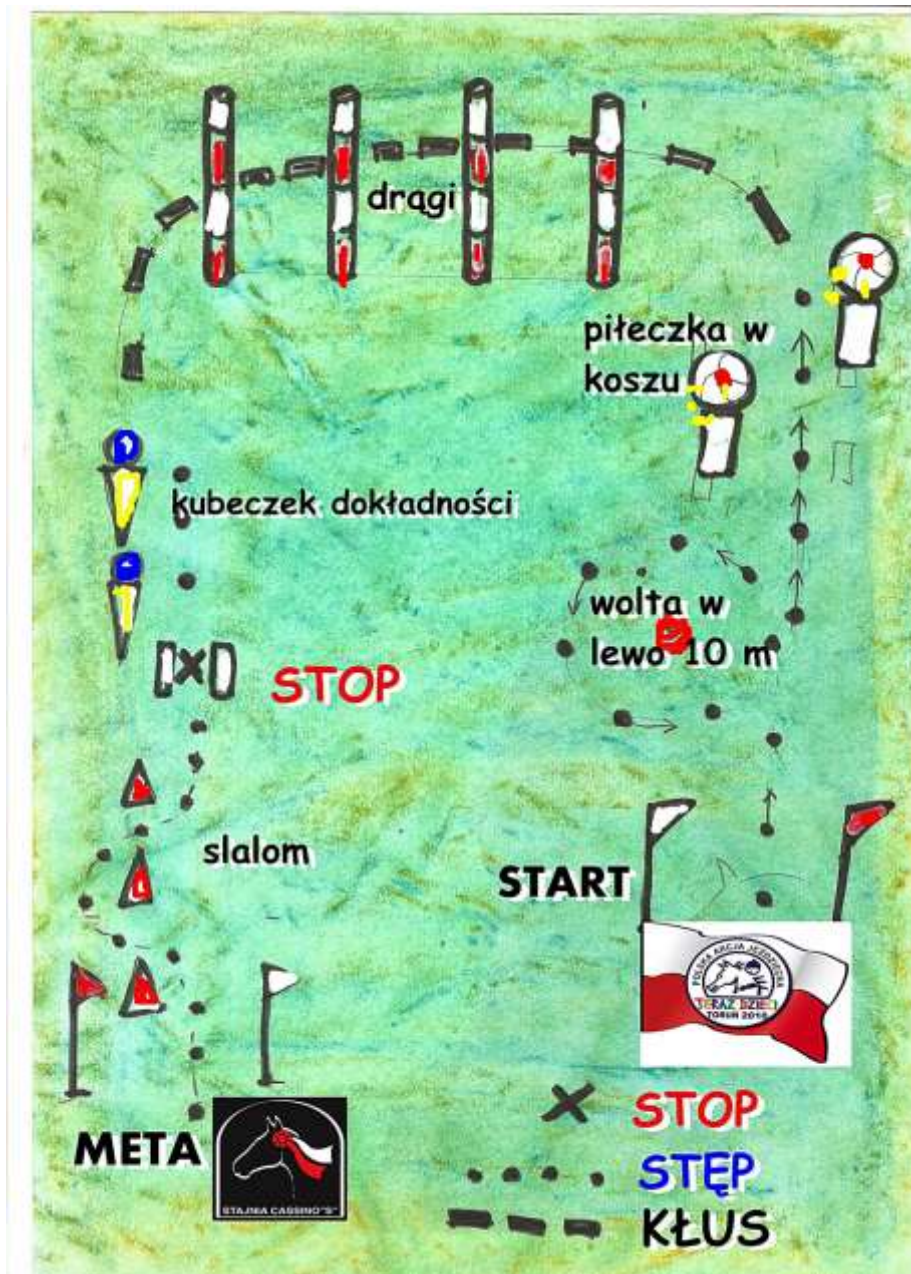 drągi
piłeczka w
koszu
kubeczek dokładności
wolta w
lewo 10 m
STOP
slalom
START
POLSKA AKCJA JEŹDZIECKA
TERAZ DZIECI
TORUŃ 2016
META
STAJNIA CASSINO "S"
STOP
STĘP
KŁUS